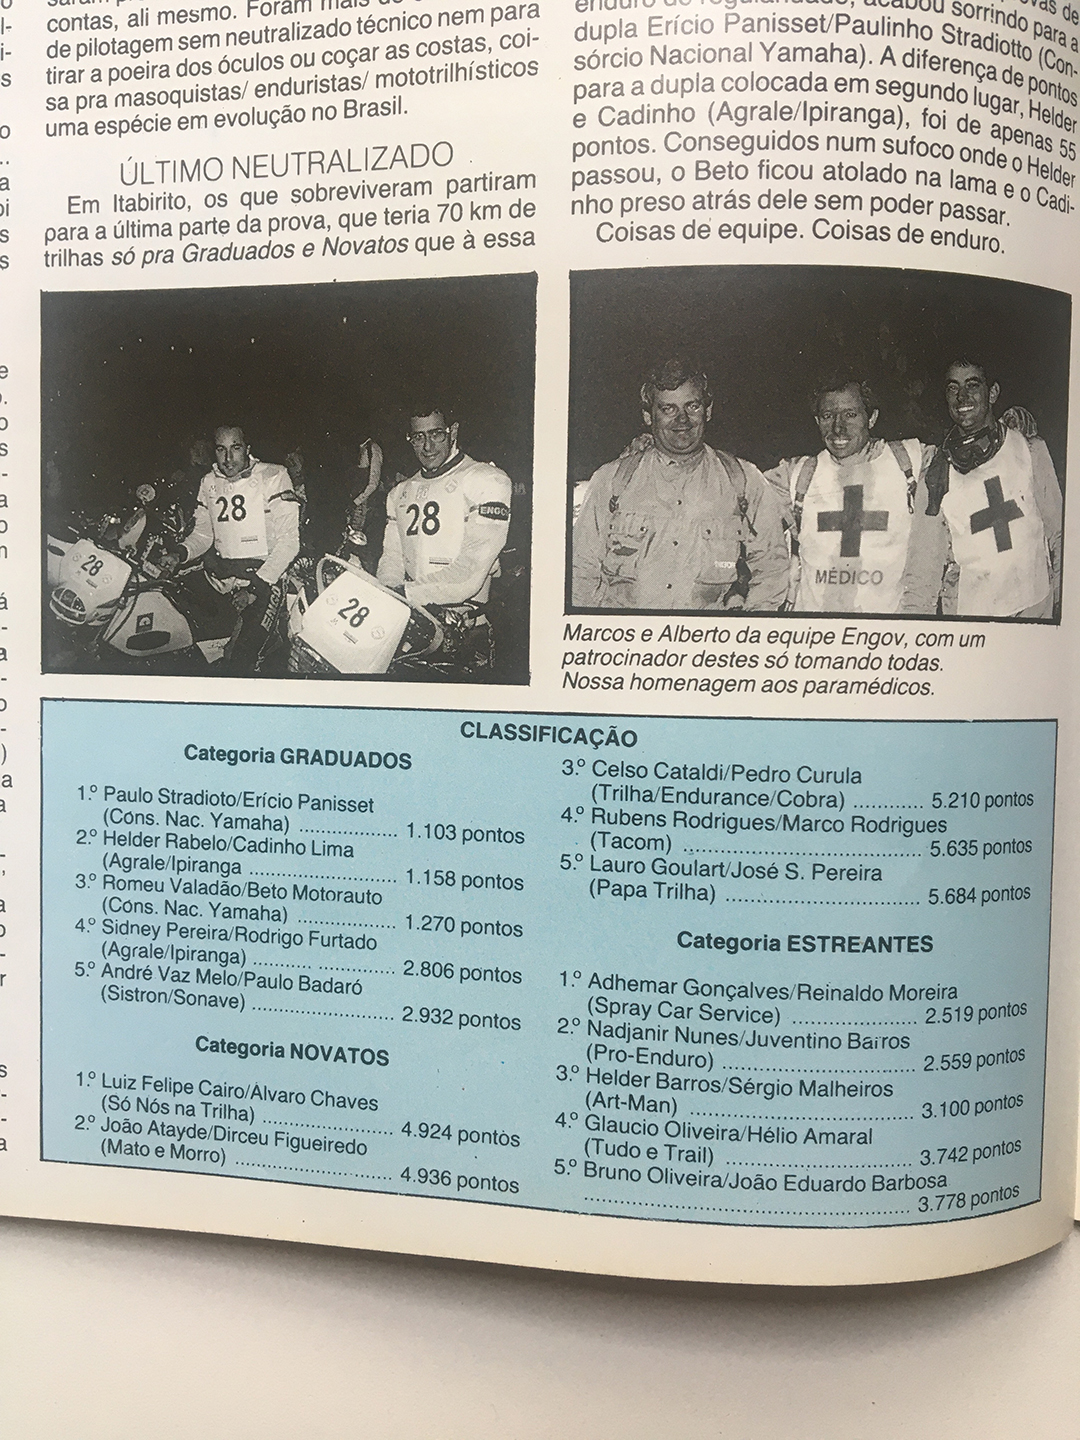 contas, ali mesmo. Foram mais de
de pilotagem sem neutralizado técnico nem para
tirar a poeira dos óculos ou coçar as costas, coi-
sa pra masoquistas/ enduristas/ mototrilhísticos
uma espécie em evolução no Brasil.
ÚLTIMO NEUTRALIZADO
Em Itabirito, os que sobreviveram partiram
para a última parte da prova, que teria 70 km de
trilhas só pra Graduados e Novatos que à essa
enduro de regularidade, acabou sorrindo para a
dupla Erício Panisset/Paulinho Stradiotto (Con-
sórcio Nacional Yamaha). A diferença de pontos
para a dupla colocada em segundo lugar, Helder
e Cadinho (Agrale/Ipiranga), foi de apenas 55
pontos. Conseguidos num sufoco onde o Helder
passou, o Beto ficou atolado na lama e o Cadi-
nho preso atrás dele sem poder passar.
Coisas de equipe. Coisas de enduro.
28
28
ENGOV
28
28
ENGO
MÉDICO
Marcos e Alberto da equipe Engov, com um
patrocinador destes só tomando todas.
Nossa homenagem aos paramédicos.
CLASSIFICAÇÃO
Categoria GRADUADOS
1.º Paulo Stradioto/Erício Panisset
(Cons. Nac. Yamaha) .................. 1.103 pontos
2.º Helder Rabelo/Cadinho Lima
(Agrale/Ipiranga ........................... 1.158 pontos
3.º Romeu Valadão/Beto Motorauto
(Cons. Nac. Yamaha) .................. 1.270 pontos
4.º Sidney Pereira/Rodrigo Furtado
(Agrale/Ipiranga) ......... .............. 2.806 pontos
5.º André Vaz Melo/Paulo Badaró
(Sistron/Sonave) .......................... 2.932 pontos
Categoria NOVATOS
1.º Luiz Felipe Cairo/Álvaro Chaves
(Só Nós na Trilha) ....................... 4.924 pontos
2.º João Atayde/Dirceu Figueiredo
(Mato e Morro) ............................ 4.936 pontos
3.º Celso Cataldi/Pedro Curula
(Trilha/Endurance/Cobra) ............ 5.210 pontos
4.º Rubens Rodrigues/Marco Rodrigues
(Tacom) ........................................ 5.635 pontos
5.º Lauro Goulart/José S. Pereira
(Papa Trilha) ................................. 5.684 pontos
Categoria ESTREANTES
1.º Adhemar Gonçalves/Reinaldo Moreira
(Spray Car Service) ..................... 2.519 pontos
2.º Nadjanir Nunes/Juventino Barros
(Pro-Enduro) ................................. 2.559 pontos
3.º Helder Barros/Sérgio Malheiros
(Art-Man) ...................................... 3.100 pontos
4.º Glaucio Oliveira/Hélio Amaral
(Tudo e Trail) ................................ 3.742 pontos
5.º Bruno Oliveira/João Eduardo Barbosa
....................................................... 3.778 pontos